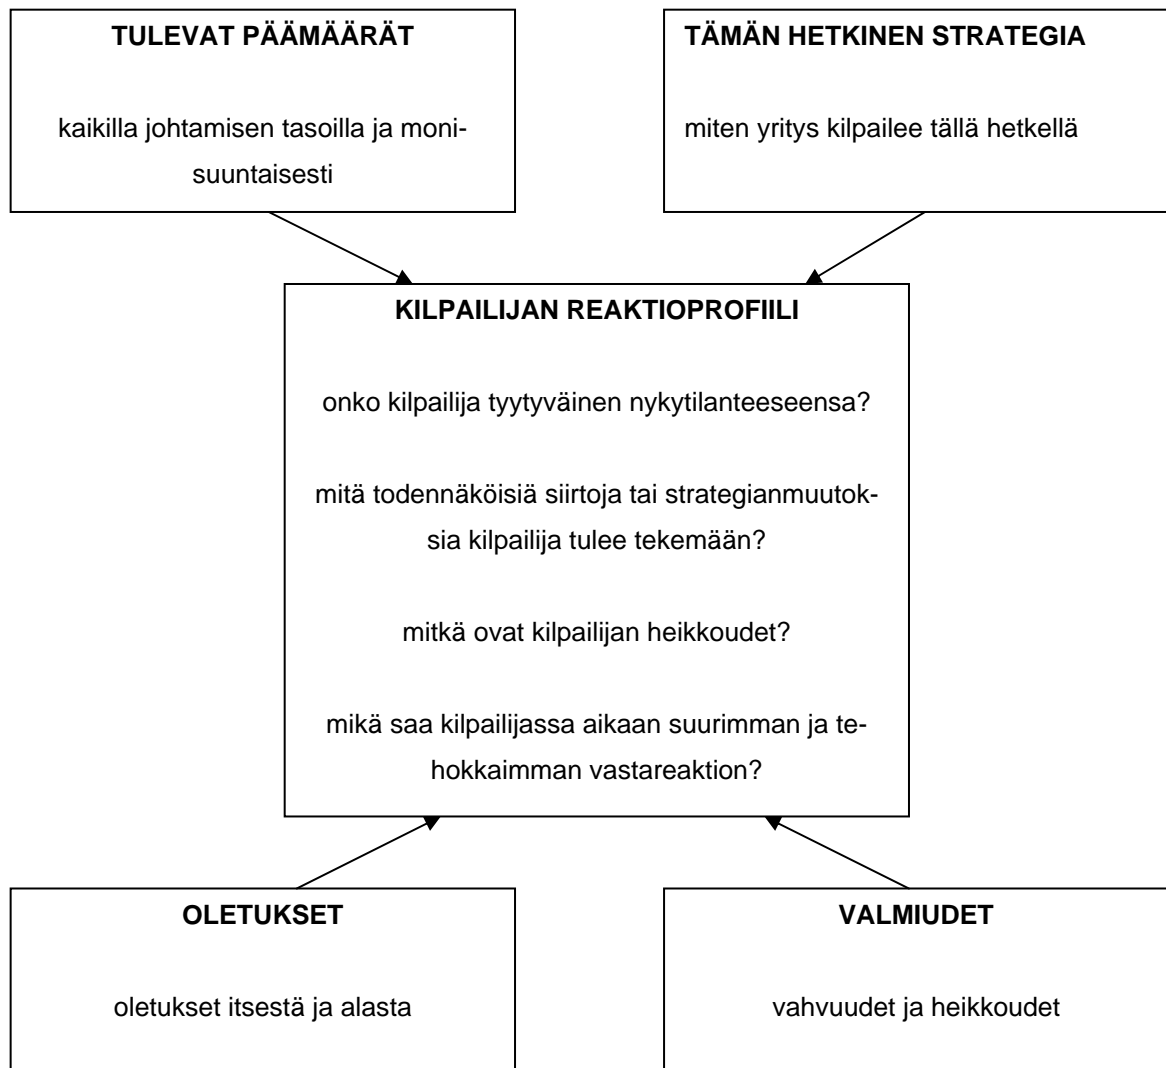 TULEVAT PÄÄMÄÄRÄT
kaikilla johtamisen tasoilla ja moni-
suuntaisesti
TÄMÄN HETKINEN STRATEGIA
miten yritys kilpailee tällä hetkellä
KILPAILIJAN REAKTIOPROFIILI
onko kilpailija tyytyväinen nykytilanteeseensa?
mitä todennäköisiä siirtoja tai strategianmuutok-
sia kilpailija tulee tekemään?
mitkä ovat kilpailijan heikkoudet?
mikä saa kilpailijassa aikaan suurimman ja te-
hokkaimman vastareaktion?
OLETUKSET
oletukset itsestä ja alasta
VALMIUDET
vahvuudet ja heikkoudet